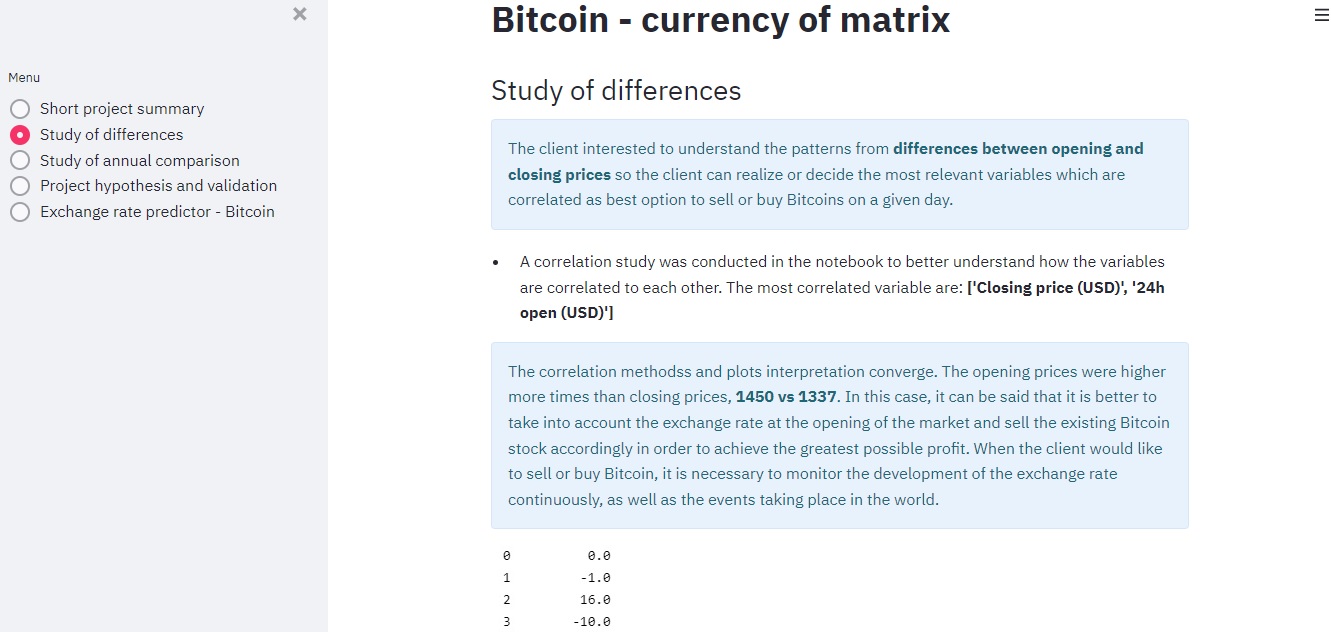 Bitcoin - currency of matrix
Menu
Short project summary
Study of differences
Study of annual comparison
Project hypothesis and validation
Exchange rate predictor - Bitcoin
Study of differences
The client interested to understand the patterns from differences between opening and
closing prices so the client can realize or decide the most relevant variables which are
correlated as best option to sell or buy Bitcoins on a given day.
• A correlation study was conducted in the notebook to better understand how the variables
are correlated to each other. The most correlated variable are: ['Closing price (USD)', '24h
open (USD)']
The correlation methodss and plots interpretation converge. The opening prices were higher
more times than closing prices, 1450 vs 1337. In this case, it can be said that it is better to
take into account the exchange rate at the opening of the market and sell the existing Bitcoin
stock accordingly in order to achieve the greatest possible profit. When the client would like
to sell or buy Bitcoin, it is necessary to monitor the development of the exchange rate
continuously, as well as the events taking place in the world.
0 0.0
1 -1.0
2 16.0
3 -10.0